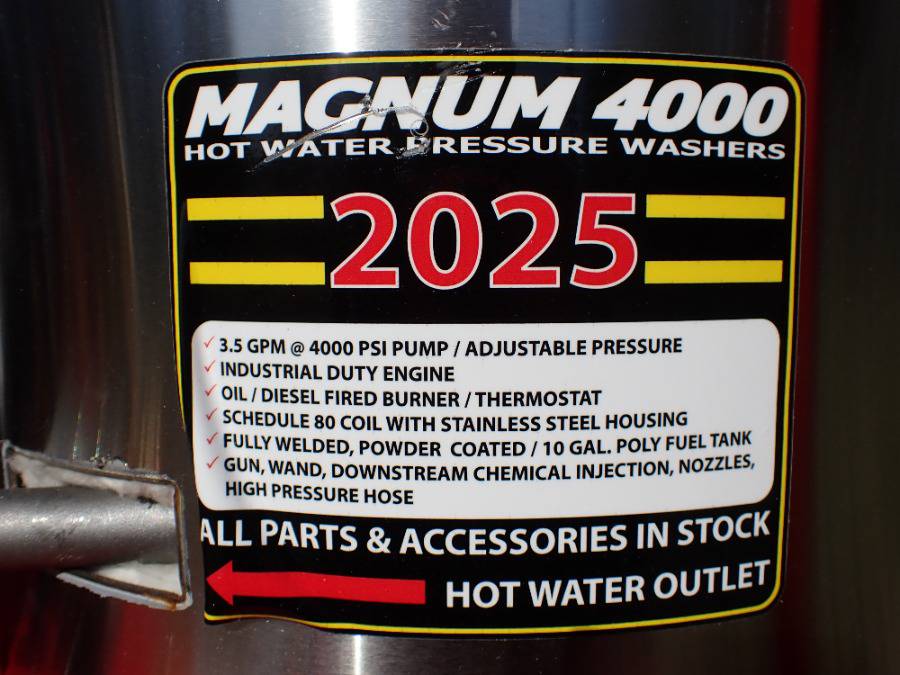 MAGNUM 4000
HOT WATER PRESSURE WASHERS
2025
✓ 3.5 GPM @ 4000 PSI PUMP / ADJUSTABLE PRESSURE
✓ INDUSTRIAL DUTY ENGINE
✓ OIL / DIESEL FIRED BURNER / THERMOSTAT
✓ SCHEDULE 80 COIL WITH STAINLESS STEEL HOUSING
✓ FULLY WELDED, POWDER COATED / 10 GAL. POLY FUEL TANK
✓ GUN, WAND, DOWNSTREAM CHEMICAL INJECTION, NOZZLES,
HIGH PRESSURE HOSE
ALL PARTS & ACCESSORIES IN STOCK
HOT WATER OUTLET